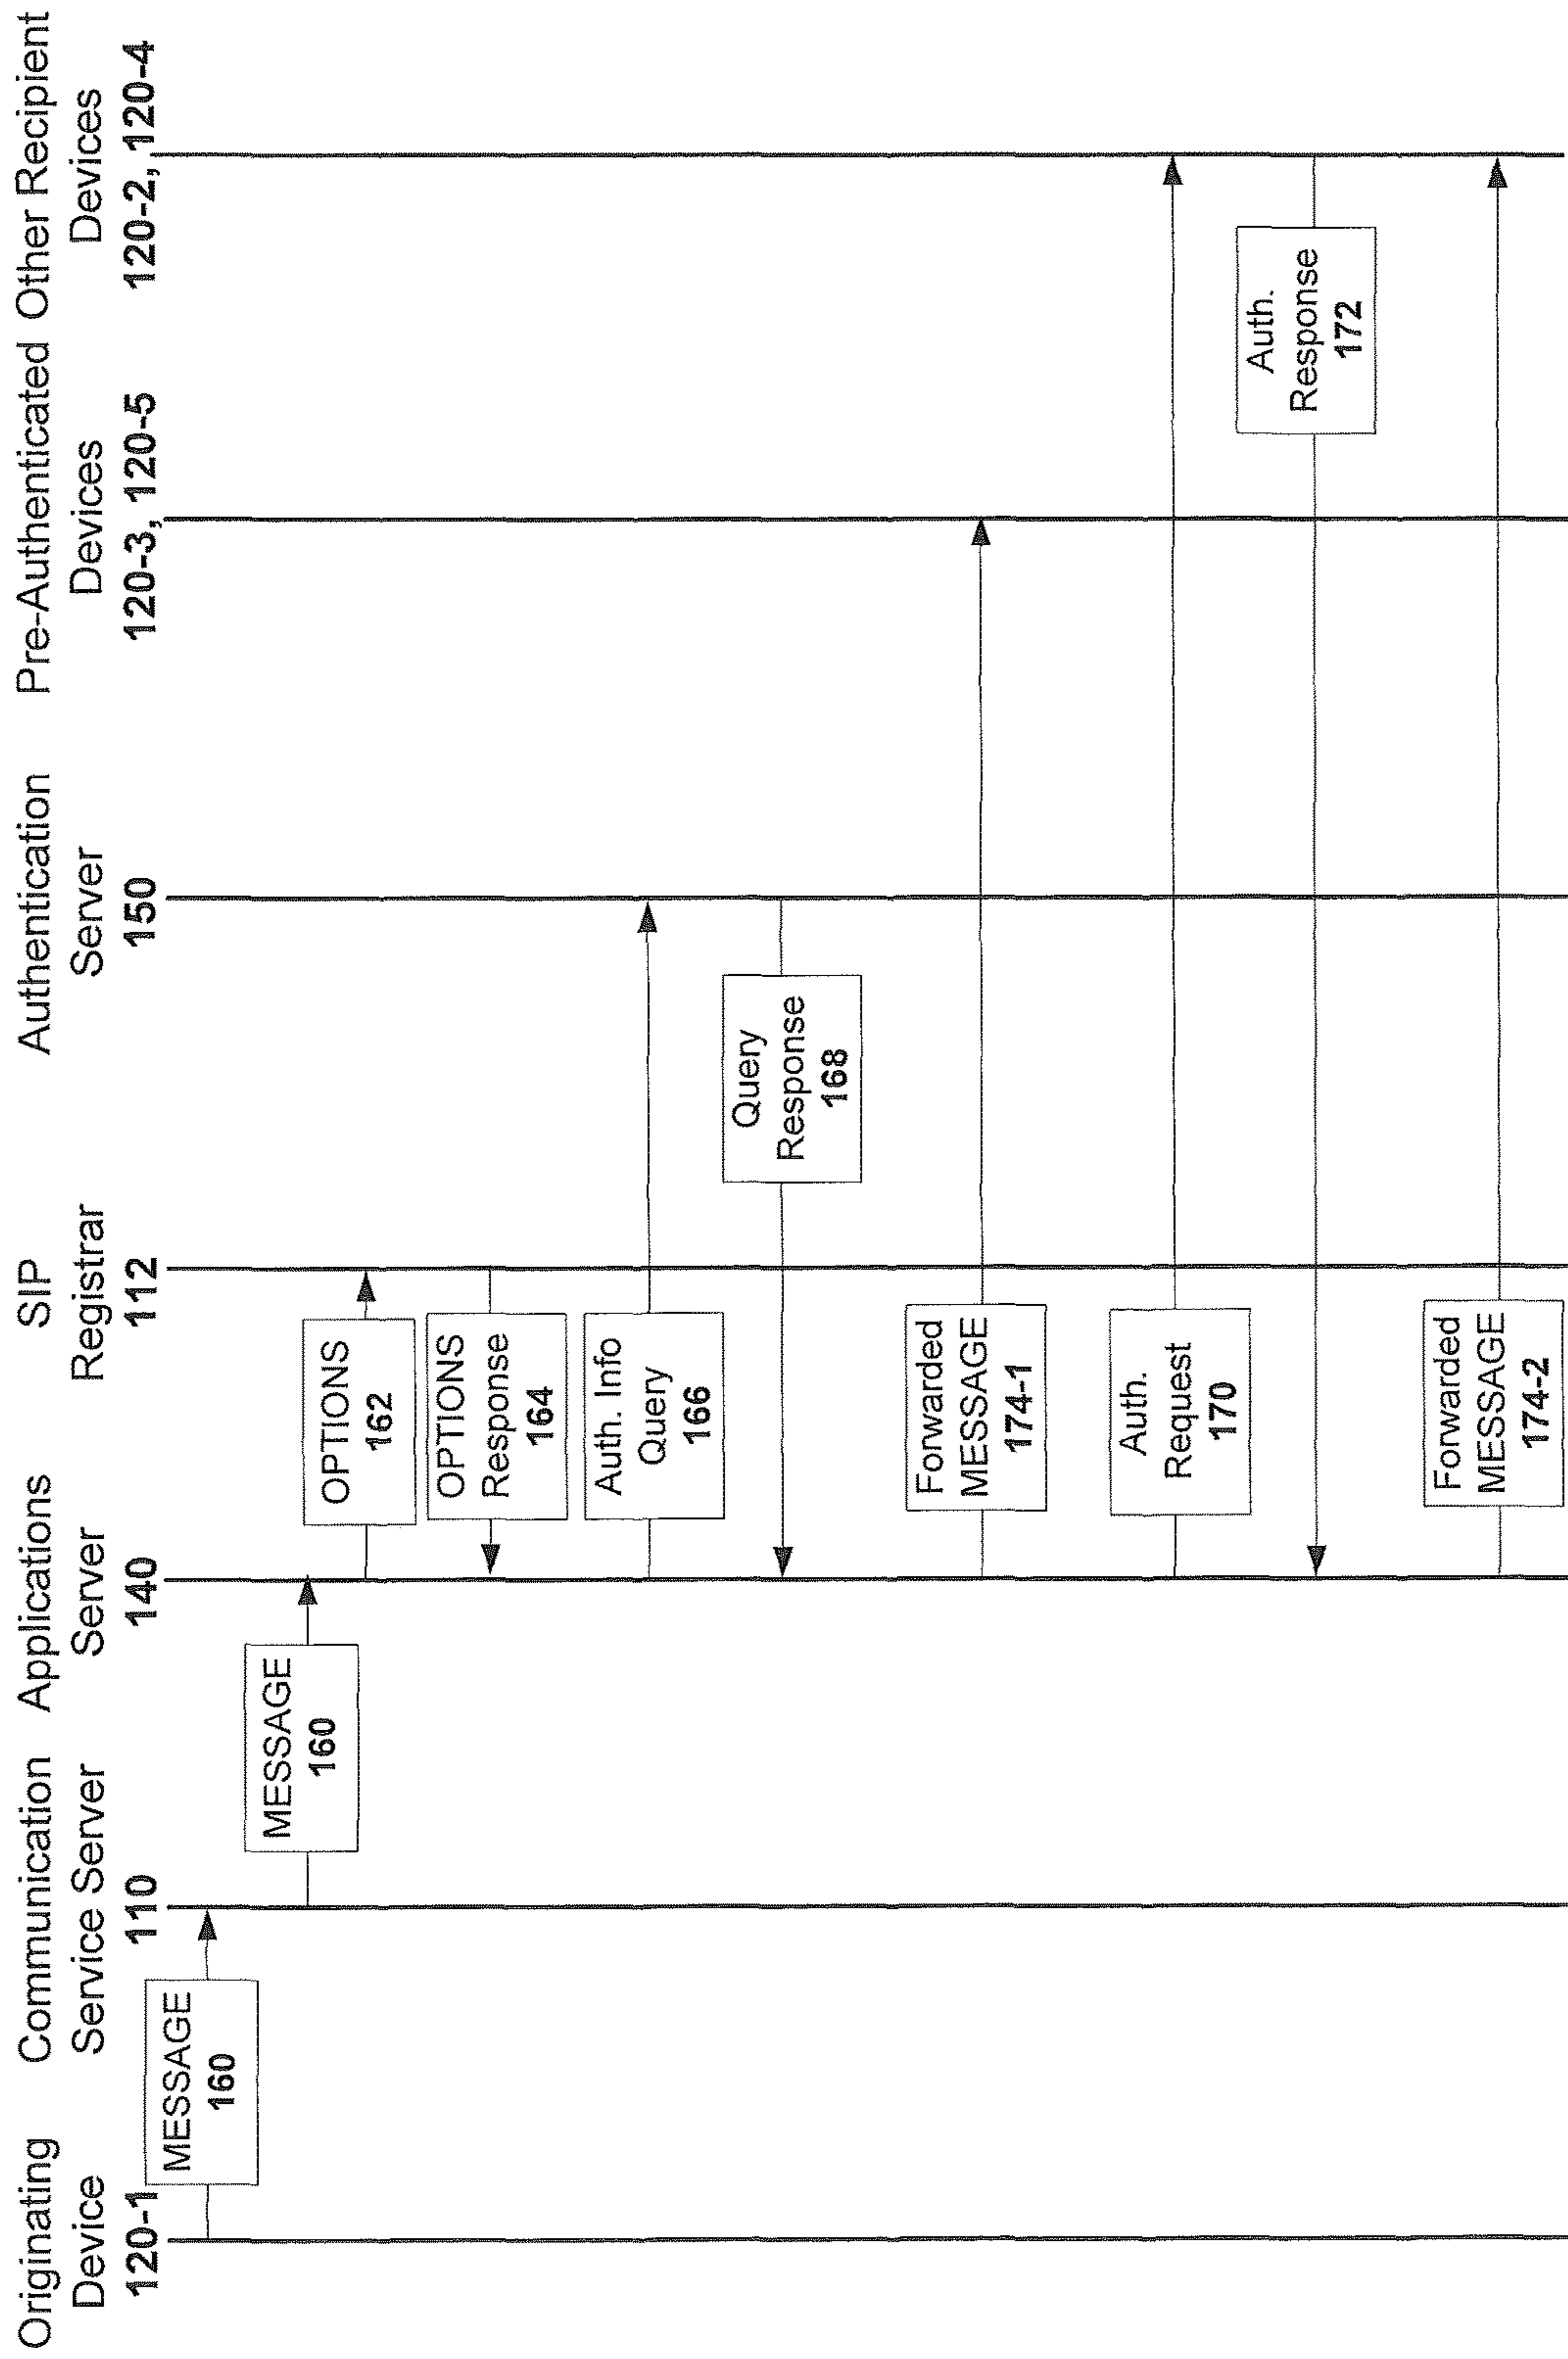 Originating
Device
120-1
Communication
Service Server
110
Applications
Server
140
SIP
Registrar
112
Authentication
Server
150
Pre-Authenticated
Devices
120-3, 120-5
Other Recipient
Devices
120-2, 120-4
MESSAGE
160
MESSAGE
160
OPTIONS
162
OPTIONS
Response
164
Auth. Info
Query
166
Query
Response
168
Forwarded
MESSAGE
174-1
Auth.
Request
170
Auth.
Response
172
Forwarded
MESSAGE
174-2